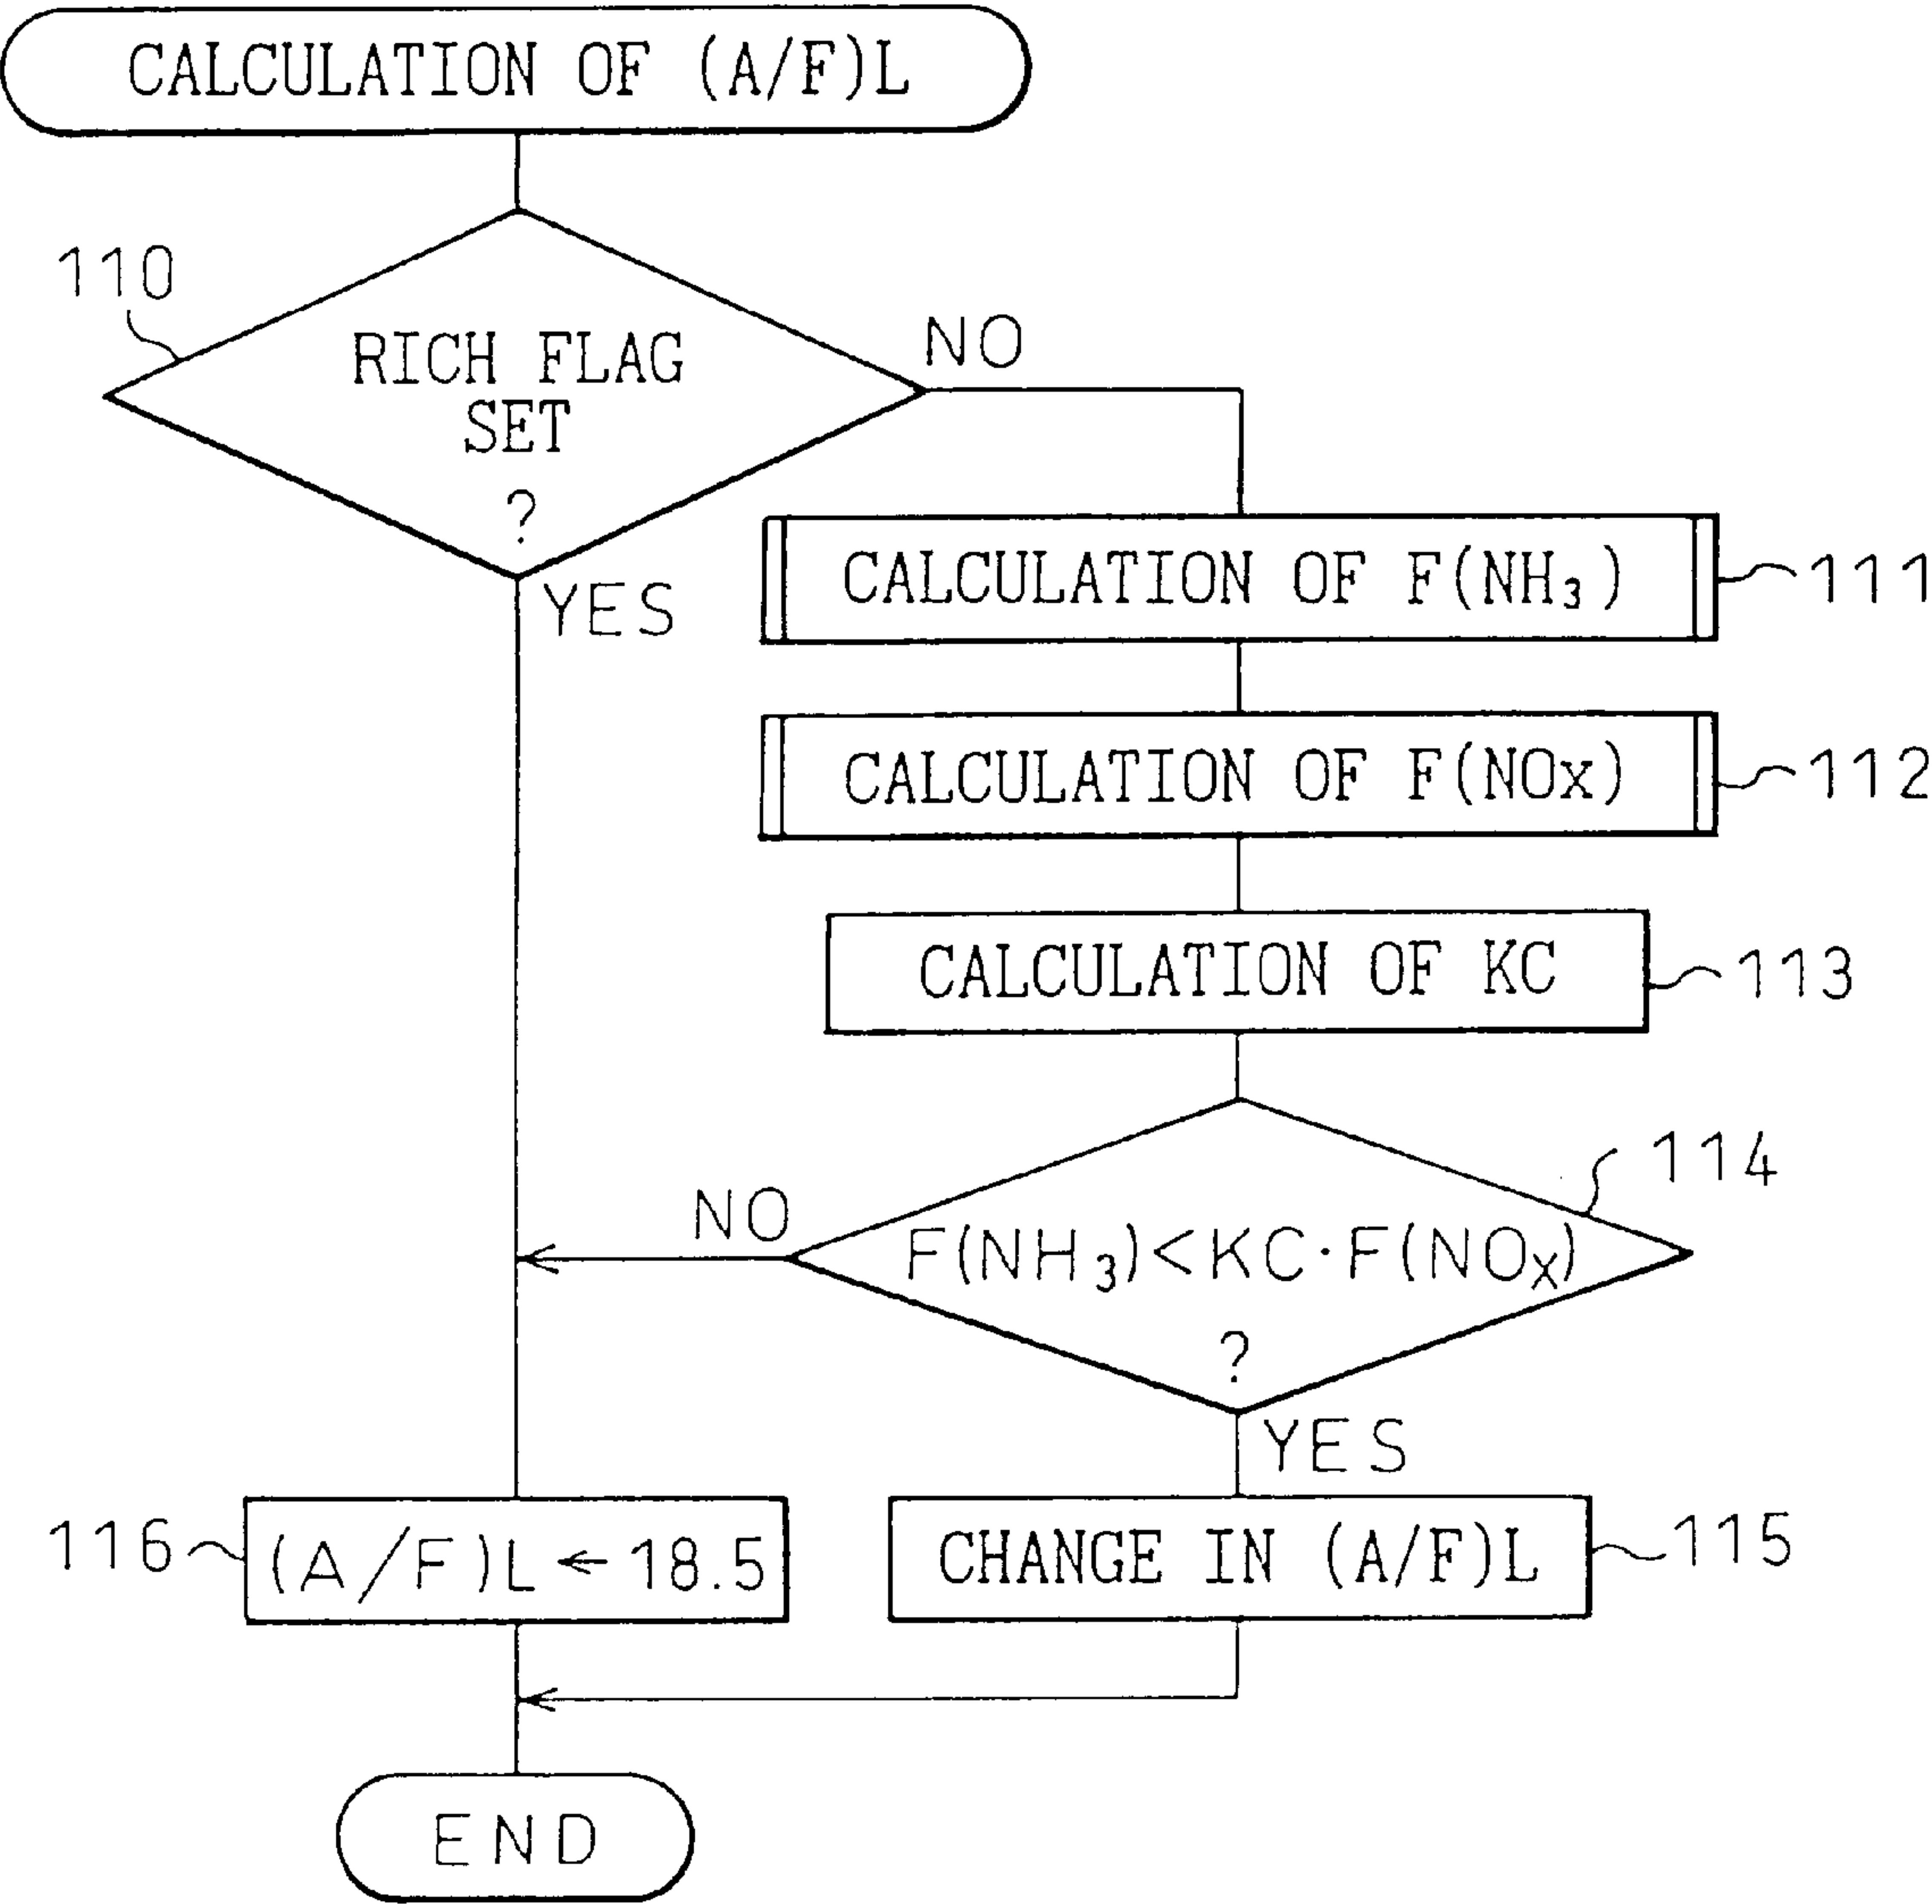 CALCULATION OF (A/F)L
110
RICH FLAG
SET
?
NO
YES
CALCULATION OF F(NH₃)
111
CALCULATION OF F(NOx)
112
CALCULATION OF KC
113
114
NO
F(NH₃)<KC·F(NOx)
?
YES
116
(A/F)L ← 18.5
CHANGE IN (A/F)L
115
END